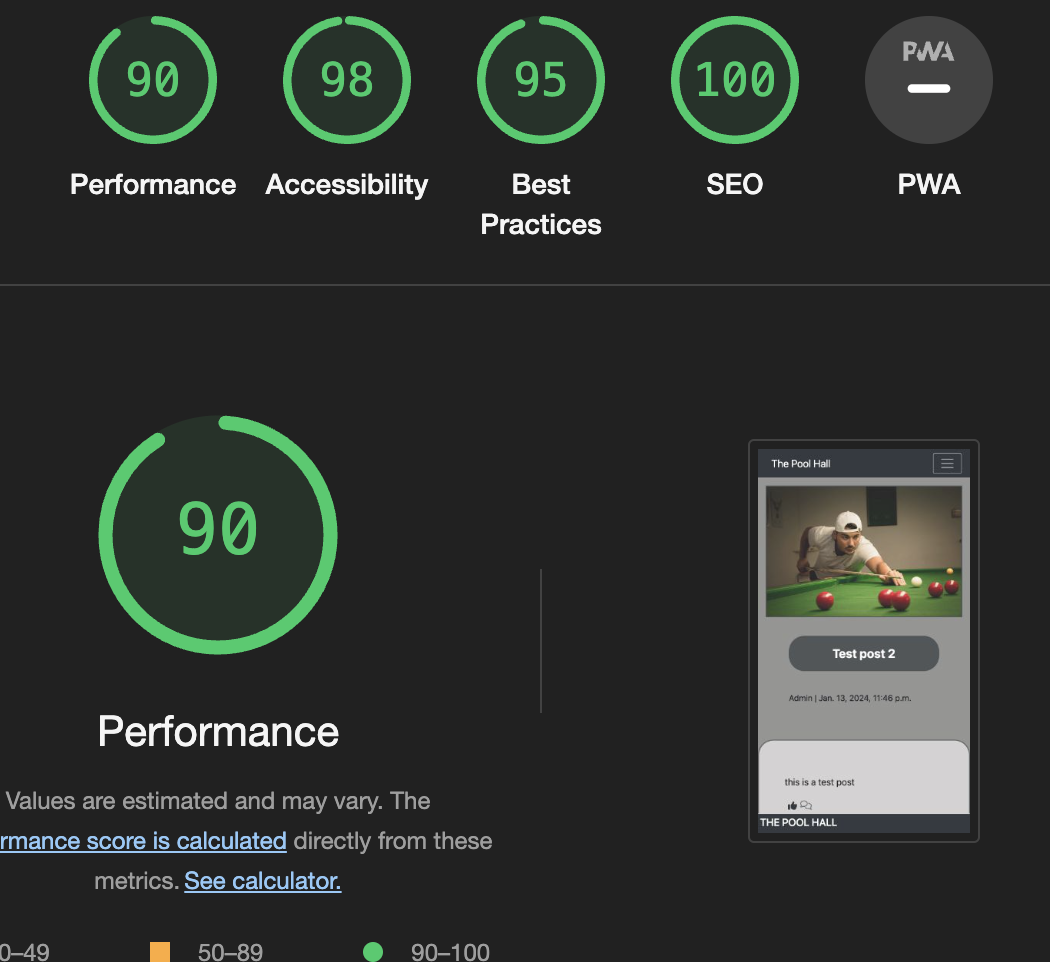 90
98
95
100
PWA
Performance
Accessibility
Best
Practices
SEO
PWA
90
Performance
Values are estimated and may vary. The
rmance score is calculated directly from these
metrics. See calculator.
0–49
50–89
90–100
The Pool Hall
Test post 2
Admin | Jan. 13, 2024, 11:46 p.m.
this is a test post
THE POOL HALL